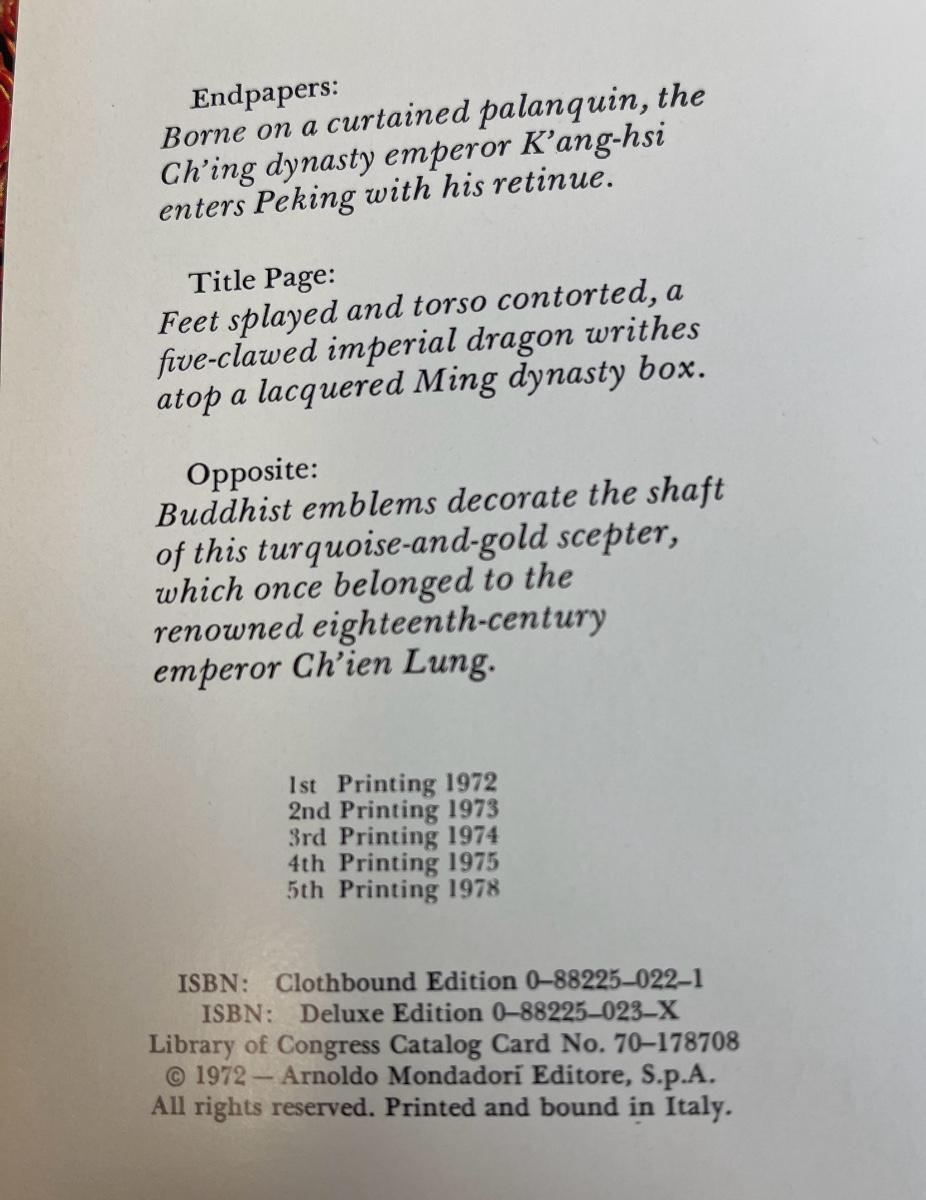 Endpapers:
Borne on a curtained palanquin, the
Ch'ing dynasty emperor K'ang-hsi
enters Peking with his retinue.
Title Page:
Feet splayed and torso contorted, a
five-clawed imperial dragon writhes
atop a lacquered Ming dynasty box.
Opposite:
Buddhist emblems decorate the shaft
of this turquoise-and-gold scepter,
which once belonged to the
renowned eighteenth-century
emperor Ch'ien Lung.
1st Printing 1972
2nd Printing 1973
3rd Printing 1974
4th Printing 1975
5th Printing 1978
ISBN: Clothbound Edition 0–88225–022–1
ISBN: Deluxe Edition 0–88225–023–X
Library of Congress Catalog Card No. 70–178708
© 1972 — Arnoldo Mondadori Editore, S.p.A.
All rights reserved. Printed and bound in Italy.